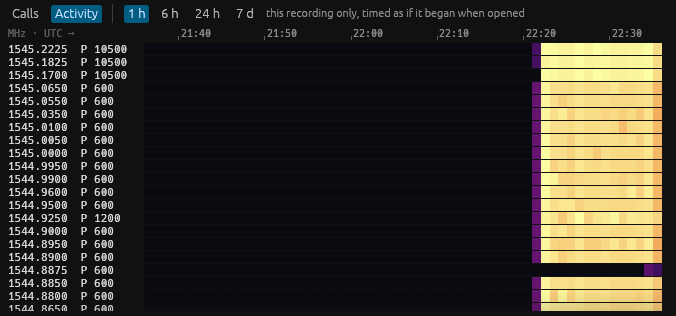 Calls Activity 1 h 6 h 24 h 7 d this recording only, timed as if it began when opened
MHz · UTC → 21:40 21:50 22:00 22:10 22:20 22:30
1545.2225 P 10500
1545.1825 P 10500
1545.1700 P 10500
1545.0650 P 600
1545.0550 P 600
1545.0350 P 600
1545.0100 P 600
1545.0050 P 600
1545.0000 P 600
1544.9950 P 600
1544.9900 P 600
1544.9600 P 600
1544.9500 P 600
1544.9250 P 1200
1544.9000 P 600
1544.8950 P 600
1544.8900 P 600
1544.8875 P 600
1544.8850 P 600
1544.8800 P 600
1544.8650 P 600